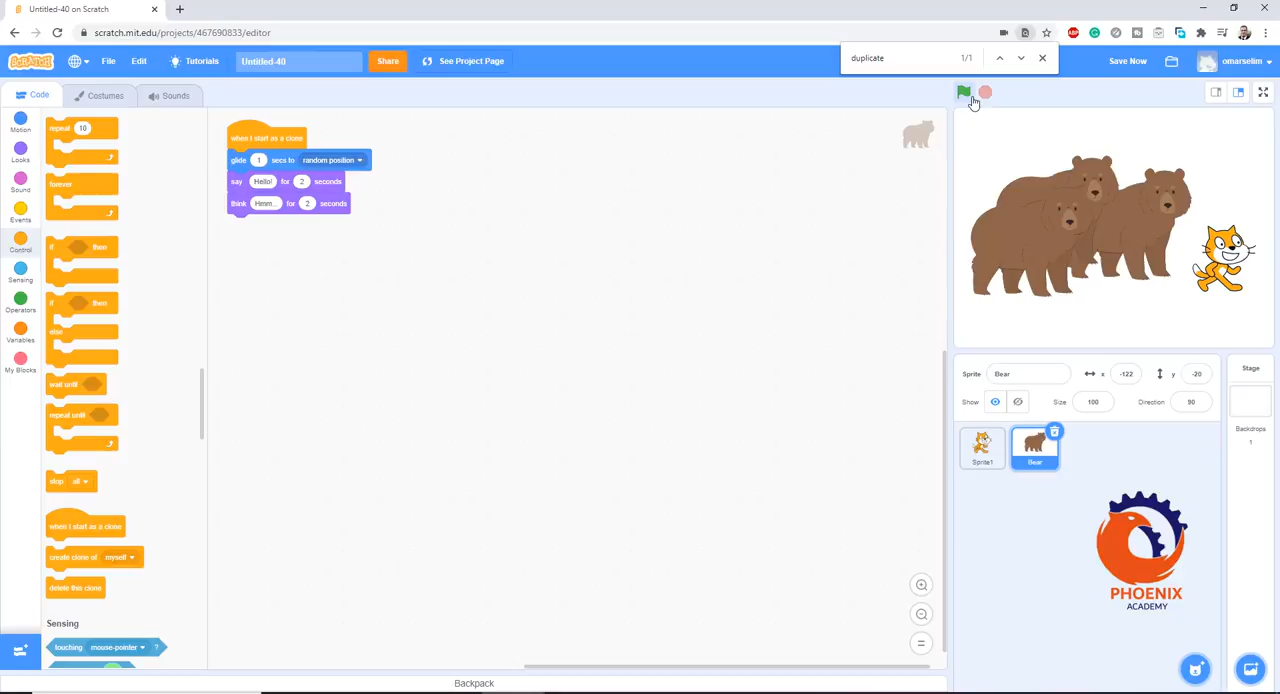 Untitled-40 on Scratch
scratch.mit.edu/projects/467690833/editor
duplicate 1/1
SCRATCH File Edit Tutorials Untitled-40 Share See Project Page Save Now omarselim
Code Costumes Sounds
Motion
Looks
Sound
Events
Control
Sensing
Operators
Variables
My Blocks
repeat 10
forever
if then
if then
else
wait until
repeat until
stop all
when I start as a clone
create clone of myself
delete this clone
Sensing
touching mouse-pointer ?
when I start as a clone
glide 1 secs to random position
say Hello! for 2 seconds
think Hmm... for 2 seconds
Sprite Bear x -122 y -20
Show Size 100 Direction 90
Sprite1
Bear
Stage
Backdrops
1
PHOENIX
ACADEMY
Backpack